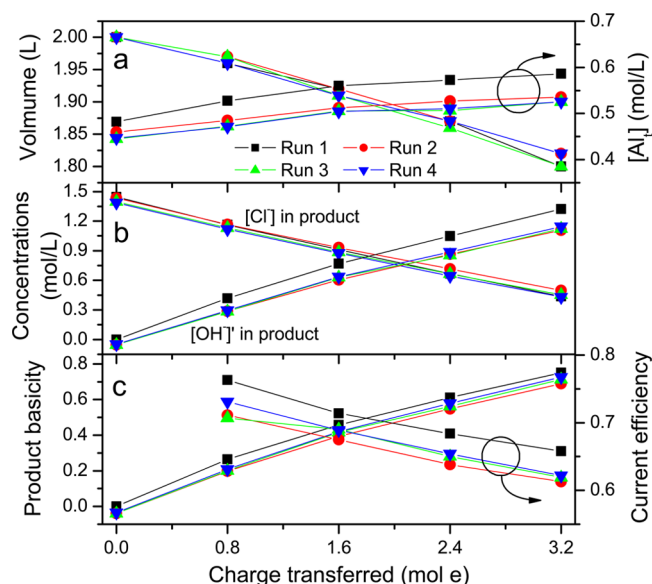 2.00
1.95
1.90
1.85
1.80
Volmume (L)
a
0.7
0.6
0.5
0.4
[Al_t] (mol/L)
Run 1 Run 2
Run 3 Run 4
1.5
1.2
0.9
0.6
0.3
0.0
Concentrations
(mol/L)
b
[Cl⁻] in product
[OH⁻]' in product
0.8
0.6
0.4
0.2
0.0
Product basicity
c
0.8
0.7
0.6
Current efficiency
0.0 0.8 1.6 2.4 3.2
Charge transferred (mol e)